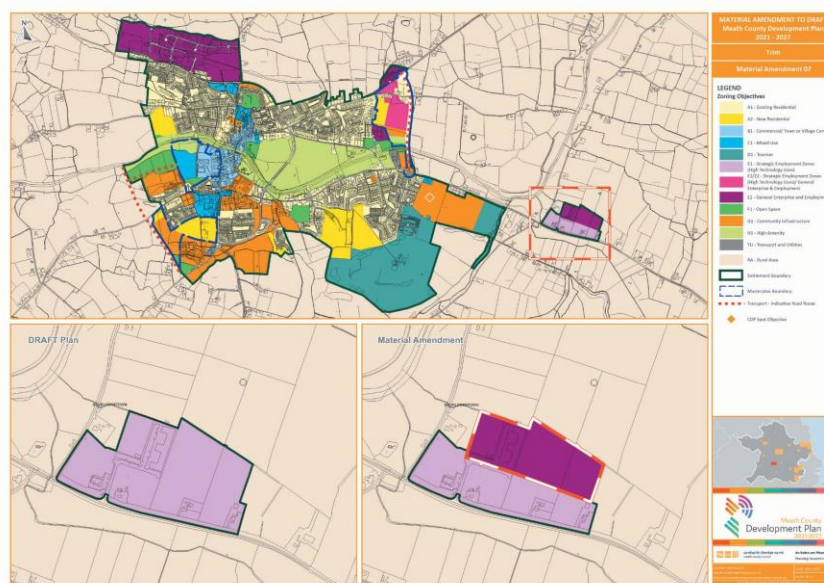 MATERIAL AMENDMENT TO DRAFT
Meath County Development Plan
2021 - 2027
Trim
Material Amendment 07
LEGEND
Zoning Objectives
A1 - Existing Residential
A2 - New Residential
B1 - Commercial/ Town or Village Cen
C1 - Mixed Use
D1 - Tourism
E1 - Strategic Employment Zones
(High Technology Uses)
E1/E2 - Strategic Employment Zones
(High Technology Uses)/ General
Enterprise & Employment
E2 - General Enterprise and Employm
F1 - Open Space
G1 - Community Infrastructure
H1 - High Amenity
TU - Transport and Utilities
RA - Rural Area
Settlement Boundary
Masterplan Boundary
Transport - Indicative Road Route
CDP Spot Objective
DRAFT Plan
Material Amendment
Meath County
Development Plan
2021-2027